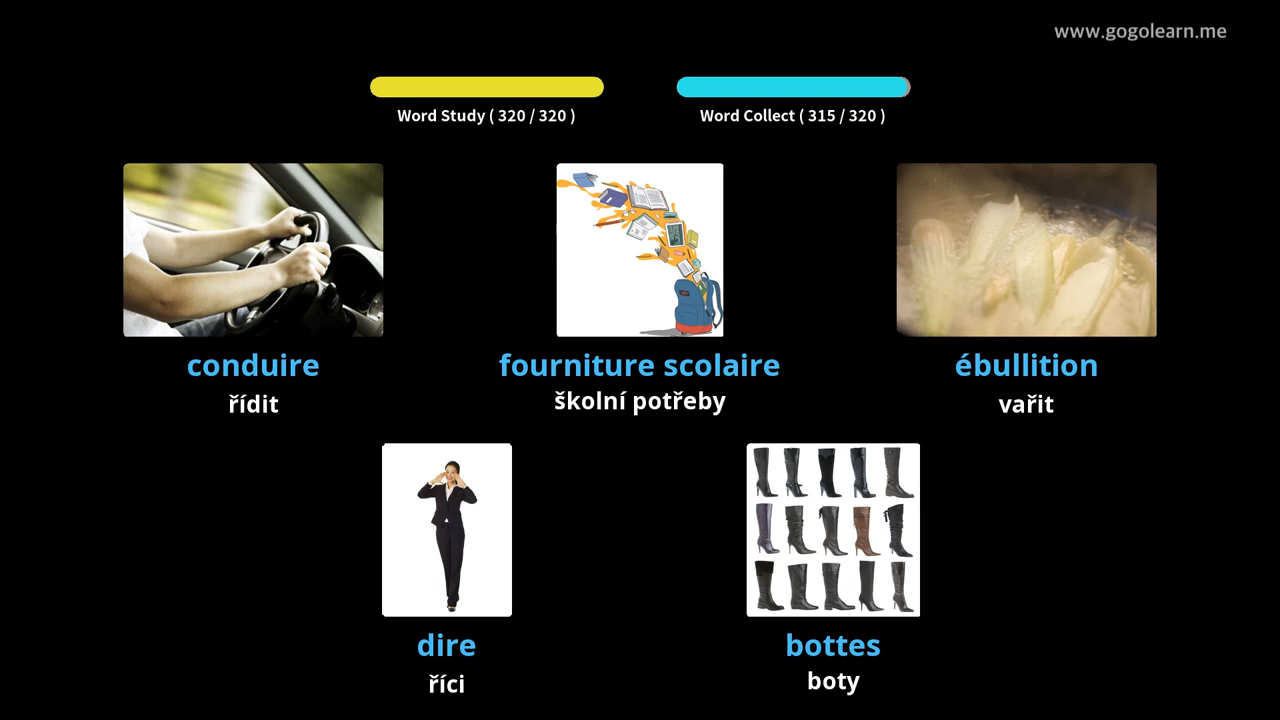 www.gogolearn.me
Word Study ( 320 / 320 )
Word Collect ( 315 / 320 )
conduire
řídit
fourniture scolaire
školní potřeby
ébullition
vařit
dire
říci
bottes
boty